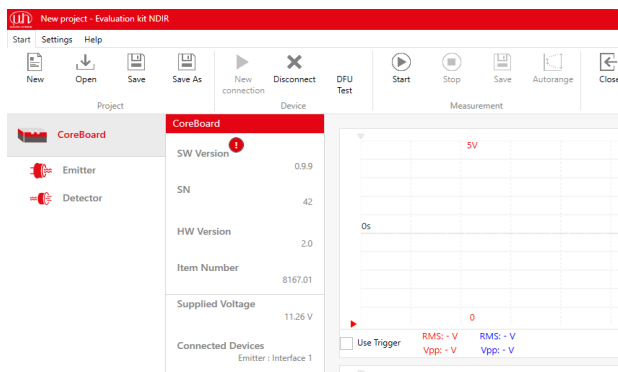 New project - Evaluation kit NDIR
Start Settings Help
New Open Save Save As New connection Disconnect DFU Test Start Stop Save Autorange Close
Project Device Measurement
CoreBoard
Emitter
Detector
CoreBoard
SW Version
0.9.9
SN
42
HW Version
2.0
Item Number
8167.01
Supplied Voltage
11.26 V
Connected Devices
Emitter : Interface 1
5V
0s
0
Use Trigger
RMS: - V RMS: - V
Vpp: - V Vpp: - V